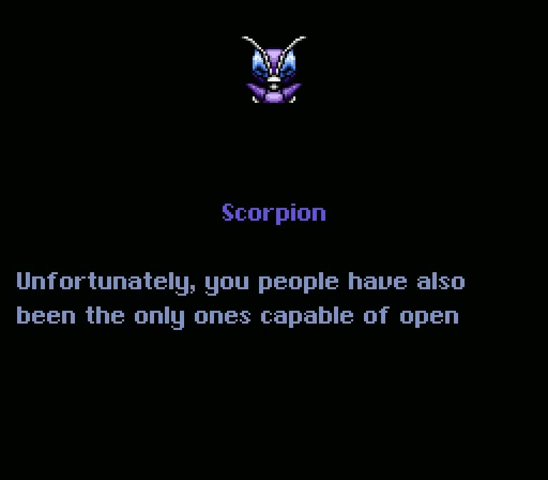 Scorpion
Unfortunately, you people have also
been the only ones capable of open